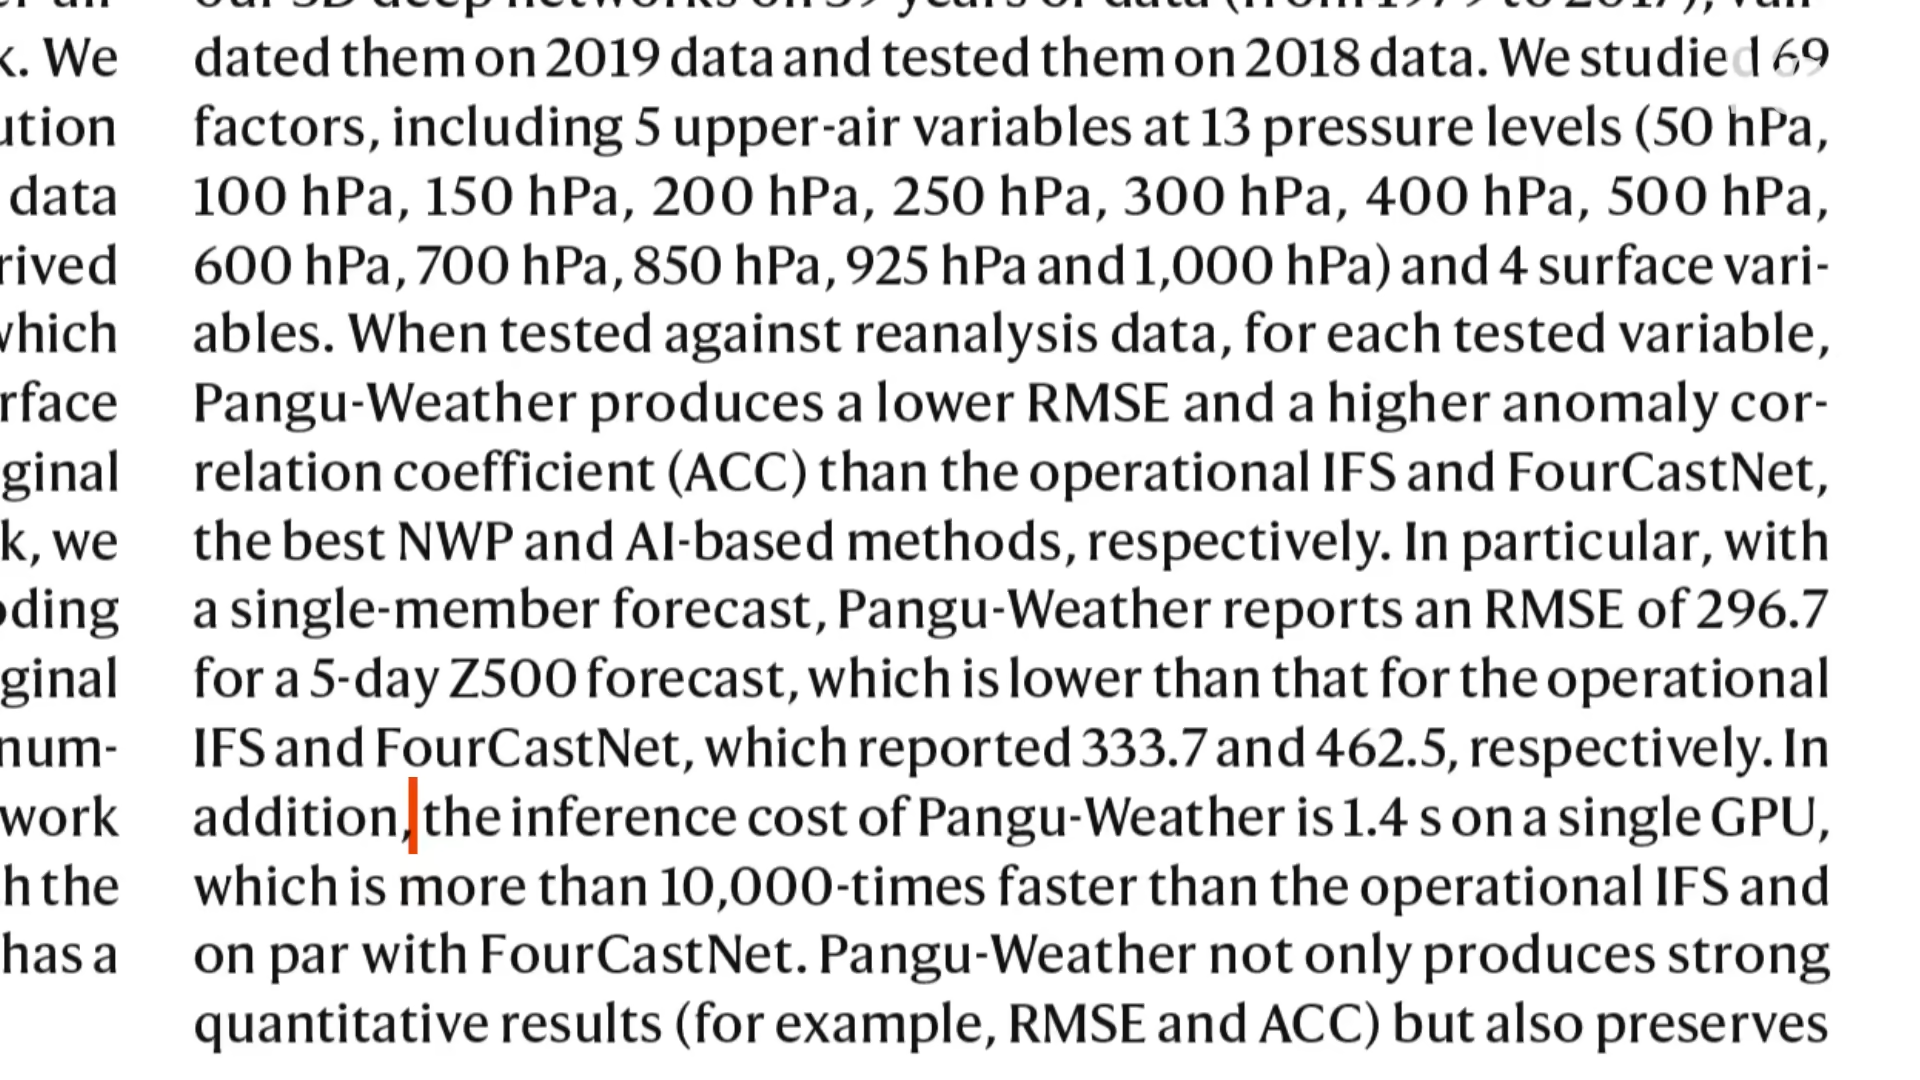 k. We
data
which
k, we
num-
work
h the
has a
dated them on 2019 data and tested them on 2018 data. We studied 69
factors, including 5 upper-air variables at 13 pressure levels (50 hPa,
100 hPa, 150 hPa, 200 hPa, 250 hPa, 300 hPa, 400 hPa, 500 hPa,
600 hPa, 700 hPa, 850 hPa, 925 hPa and 1,000 hPa) and 4 surface vari-
ables. When tested against reanalysis data, for each tested variable,
Pangu-Weather produces a lower RMSE and a higher anomaly cor-
relation coefficient (ACC) than the operational IFS and FourCastNet,
the best NWP and AI-based methods, respectively. In particular, with
a single-member forecast, Pangu-Weather reports an RMSE of 296.7
for a 5-day Z500 forecast, which is lower than that for the operational
IFS and FourCastNet, which reported 333.7 and 462.5, respectively. In
addition, the inference cost of Pangu-Weather is 1.4 s on a single GPU,
which is more than 10,000-times faster than the operational IFS and
on par with FourCastNet. Pangu-Weather not only produces strong
quantitative results (for example, RMSE and ACC) but also preserves